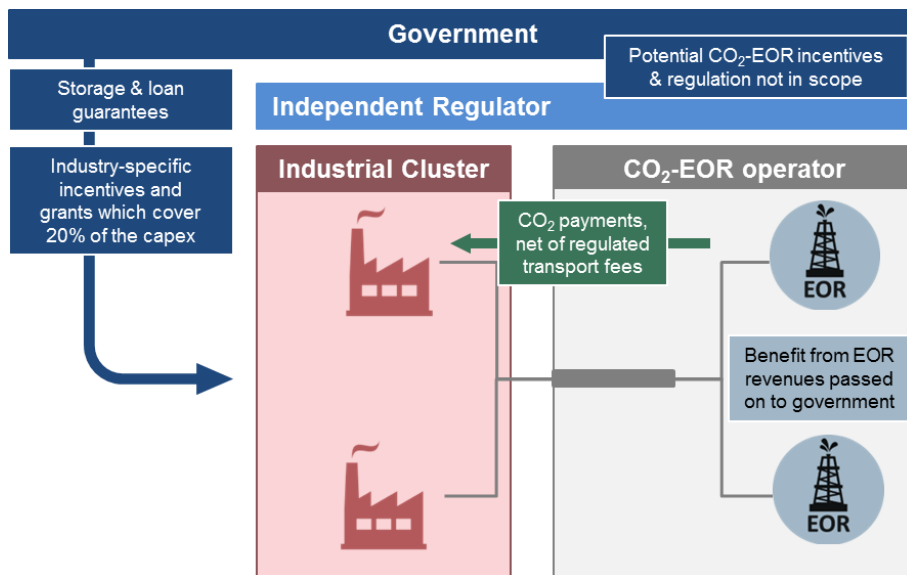 Government
Potential CO₂-EOR incentives
& regulation not in scope
Storage & loan
guarantees
Independent Regulator
Industry-specific
incentives and
grants which cover
20% of the capex
Industrial Cluster
CO₂-EOR operator
CO₂ payments,
net of regulated
transport fees
EOR
Benefit from EOR
revenues passed
on to government
EOR